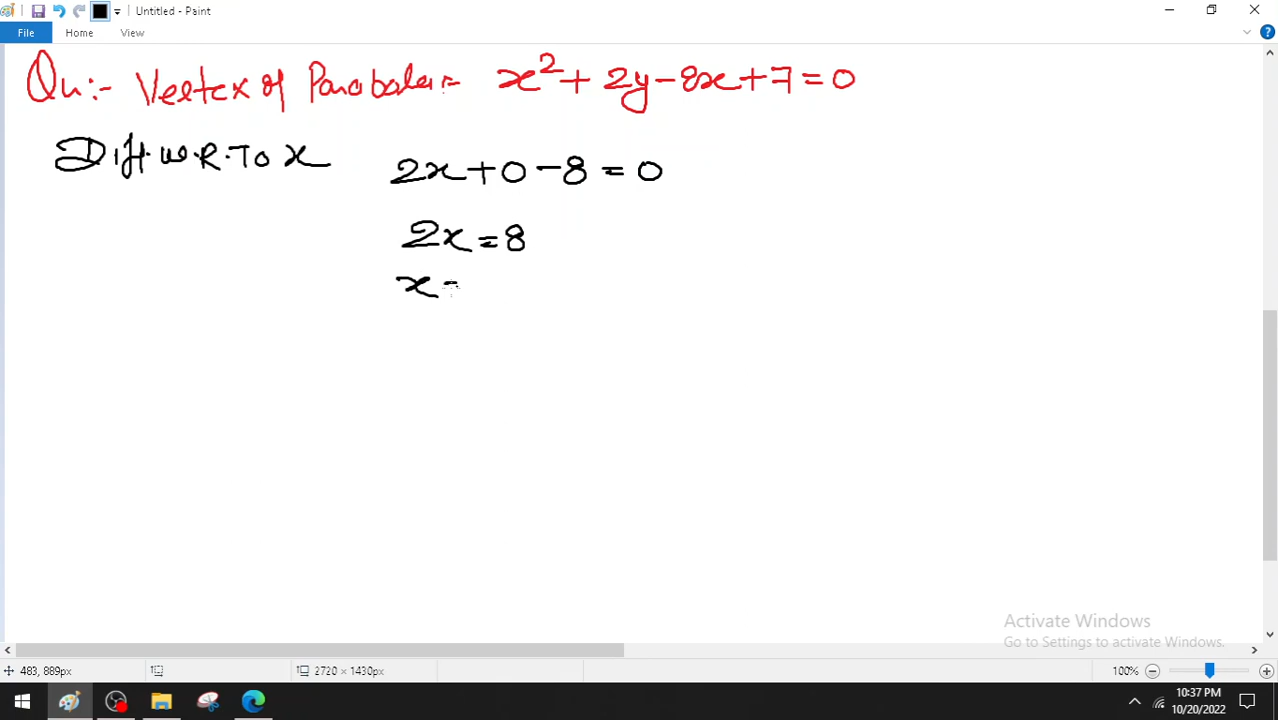 Untitled - Paint
File Home View
Qu:- Vertex of Parabola:- x²+ 2y-8x+7=0
Diff. W.R.To x 2x+0-8=0
2x=8
x=
Activate Windows
Go to Settings to activate Windows.
483, 889px 2720 × 1430px 100%
10:37 PM
10/20/2022